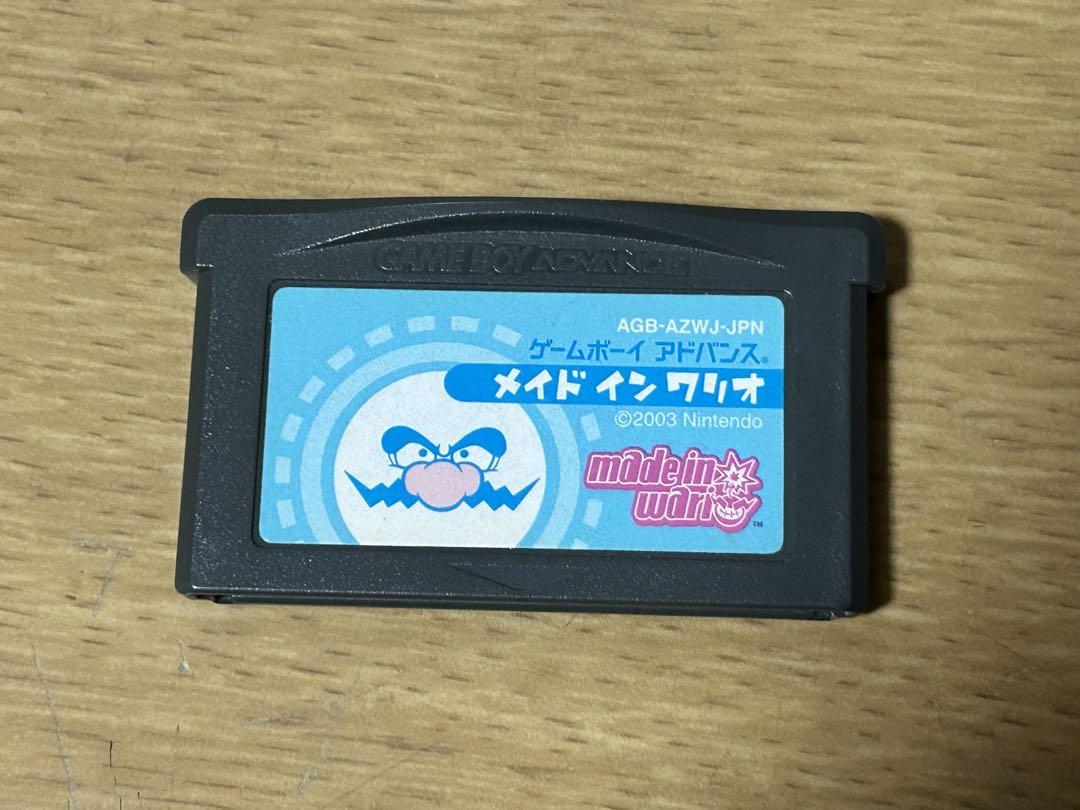 GAME BOY ADVANCE
AGB-AZWJ-JPN
ゲームボーイ アドバンス®
メイド イン ワリオ
©2003 Nintendo
made in
wario™